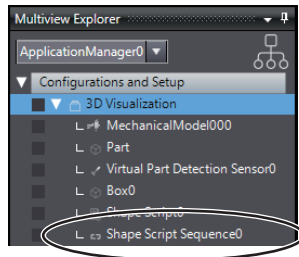 Multiview Explorer
ApplicationManager0
Configurations and Setup
3D Visualization
MechanicalModel000
Part
Virtual Part Detection Sensor0
Box0
Shape Script0
Shape Script Sequence0